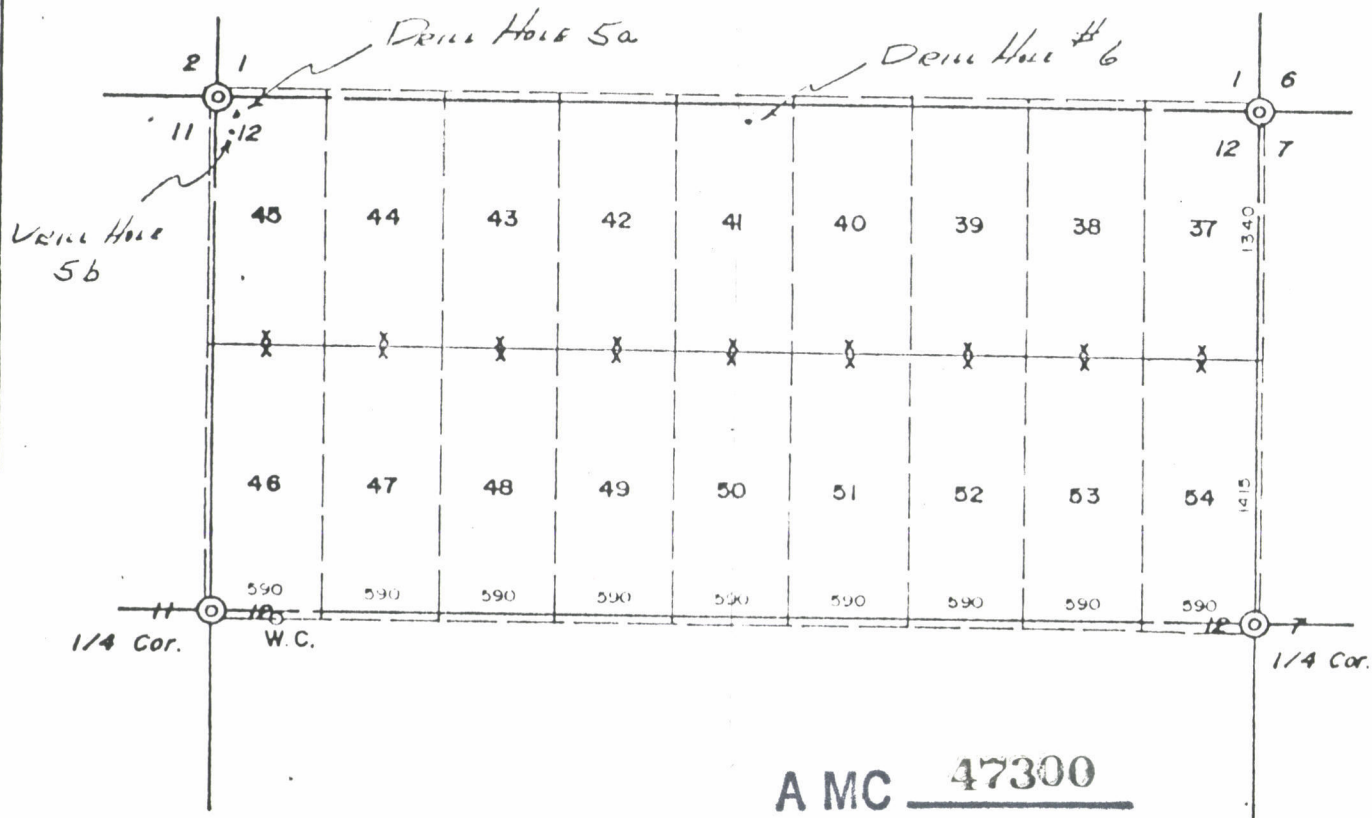 Drill Hole 5a
Drill Hole #6
2 1
1 6
11 12
12 7
Drill Hole
5b
45 44 43 42 41 40 39 38 37
1340
46 47 48 49 50 51 52 53 54
1415
590 590 590 590 590 590 590 590 590
11 12
12 7
1/4 Cor.
W.C.
1/4 Cor.
A MC 47300